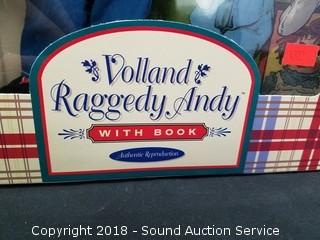 Volland
Raggedy Andy™
WITH BOOK
Authentic Reproduction
Copyright 2018 - Sound Auction Service